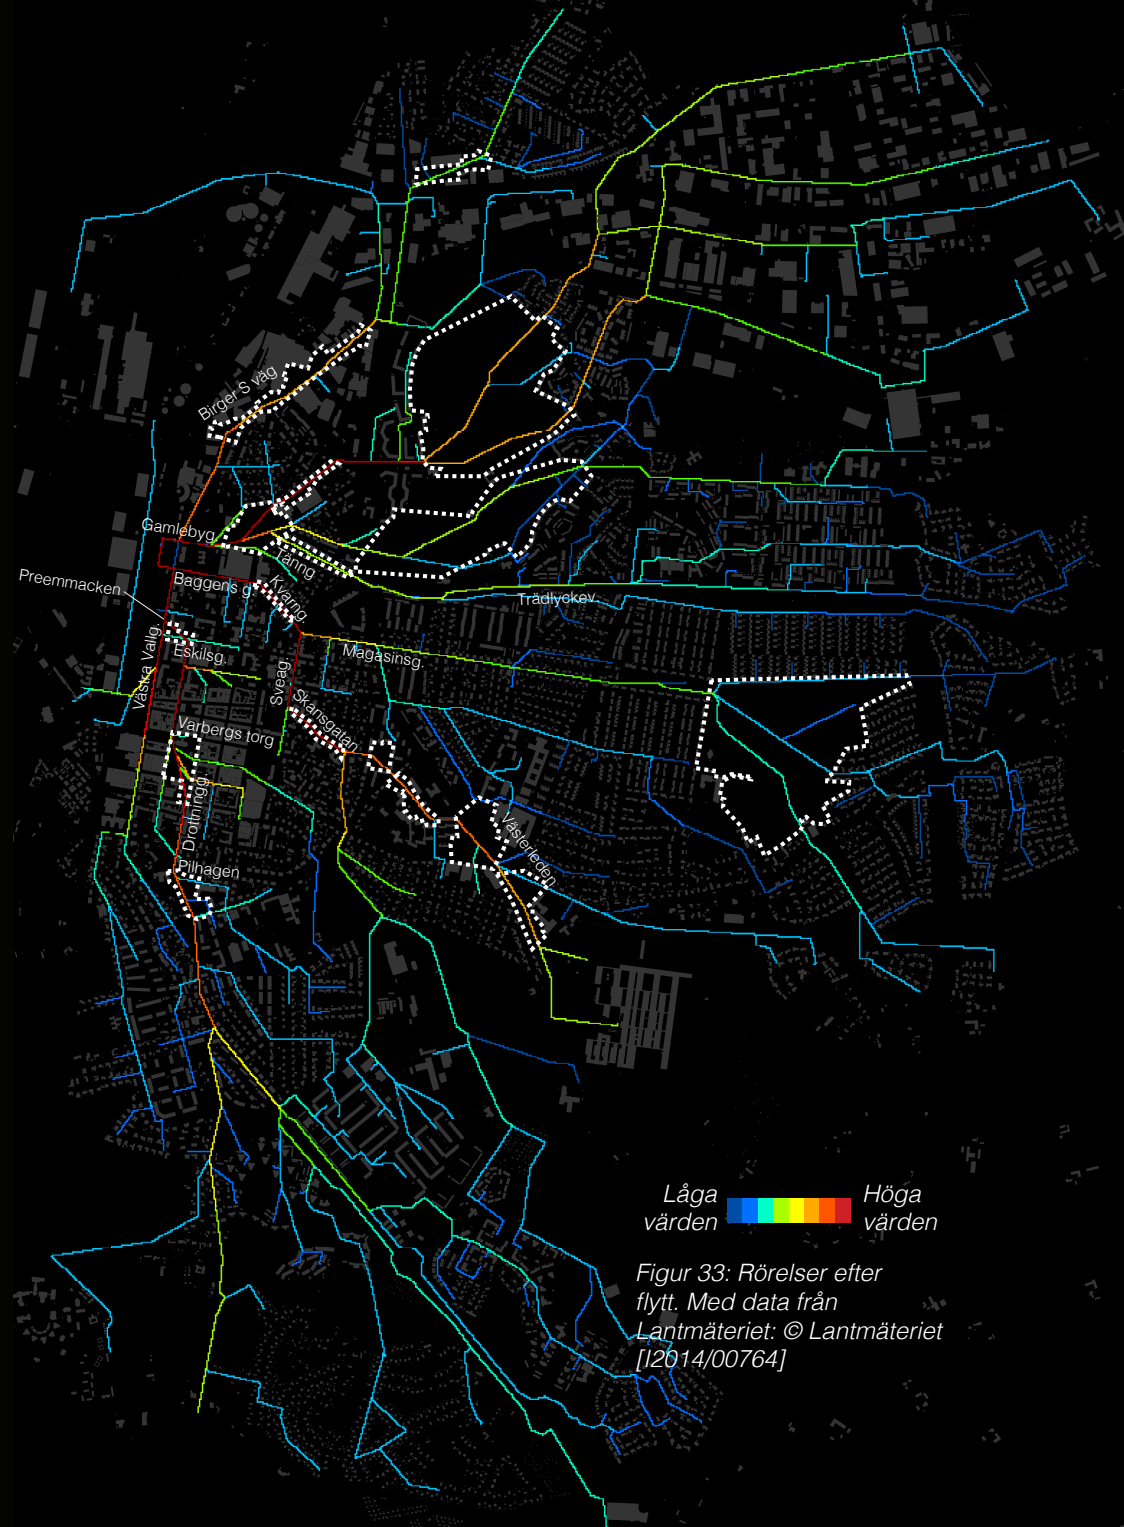 Birger S väg
Gamlebyg.
Tänng
Preemmacken
Baggens g.
Kvarng.
Trädlyckev.
Västra Vallg.
Eskilsg.
Sveag.
Magasinsg.
Skansgatan
Varbergs torg
Drottningg.
Västerleden
Pilhagen
Låga
värden
Höga
värden
Figur 33: Rörelser efter
flytt. Med data från
Lantmäteriet: © Lantmäteriet
[I2014/00764]